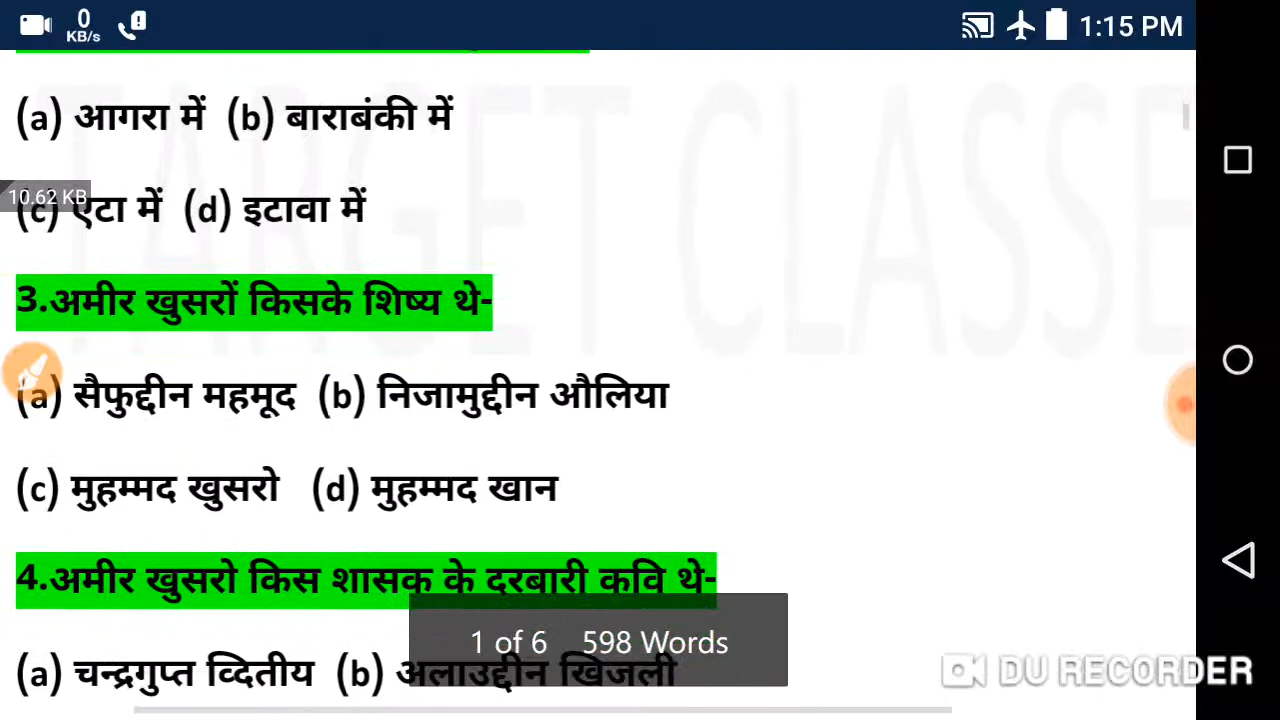 0
KB/s
1:15 PM
(a) आगरा में (b) बाराबंकी में
10.62 KB
(c) एटा में (d) इटावा में
TARGET CLASSE
3.अमीर खुसरों किसके शिष्य थे-
(a) सैफुद्दीन महमूद (b) निजामुद्दीन औलिया
(c) मुहम्मद खुसरो (d) मुहम्मद खान
4.अमीर खुसरो किस शासक के दरबारी कवि थे-
1 of 6 598 Words
(a) चन्द्रगुप्त व्दितीय (b) अलाउद्दीन खिजली
DU RECORDER